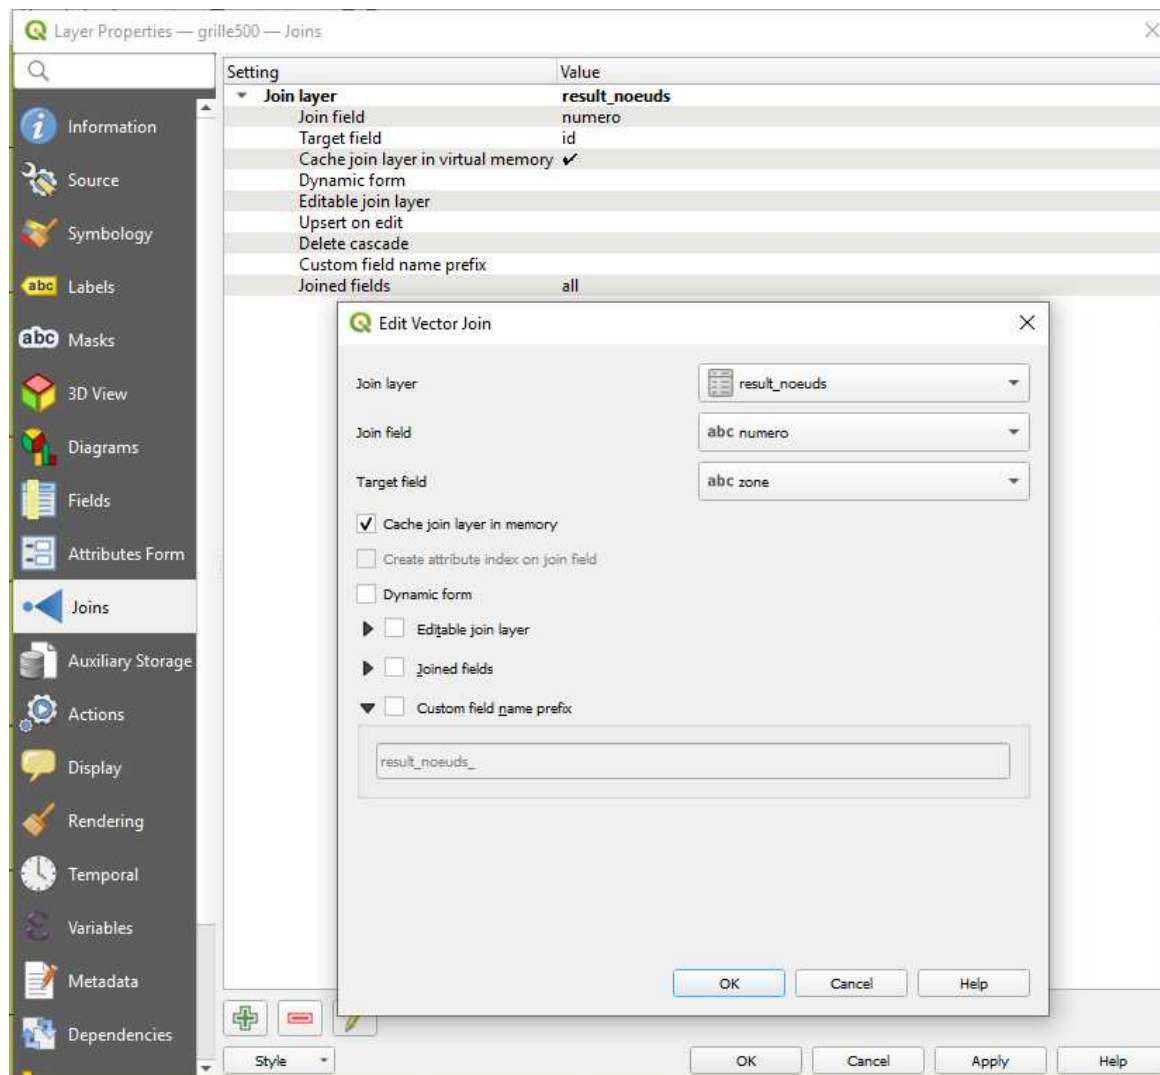 Layer Properties — grille500 — Joins
Setting Value
Join layer result_noeuds
Join field numero
Target field id
Cache join layer in virtual memory ✔
Dynamic form
Editable join layer
Upsert on edit
Delete cascade
Custom field name prefix
Joined fields all
Information
Source
Symbology
abc Labels
abc Masks
3D View
Diagrams
Fields
Attributes Form
Joins
Auxiliary Storage
Actions
Display
Rendering
Temporal
Variables
Metadata
Dependencies
Edit Vector Join
Join layer result_noeuds
Join field abc numero
Target field abc zone
Cache join layer in memory
Create attribute index on join field
Dynamic form
Editable join layer
Joined fields
Custom field name prefix
result_noeuds_
OK Cancel Help
Style OK Cancel Apply Help